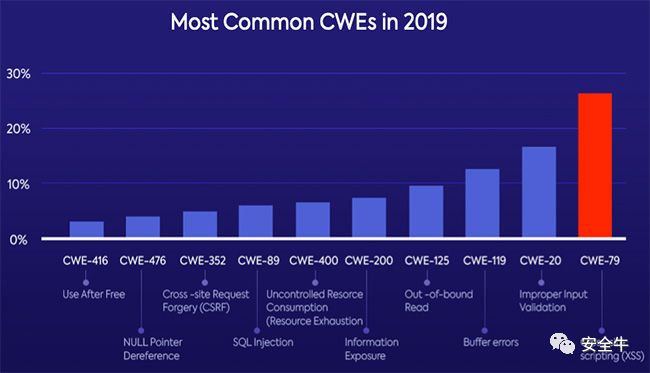 Most Common CWEs in 2019
30%
20%
10%
0%
CWE-416 CWE-476 CWE-352 CWE-89 CWE-400 CWE-200 CWE-125 CWE-119 CWE-20 CWE-79
Use After Free
NULL Pointer
Dereference
Cross -site Request
Forgery (CSRF)
SQL Injection
Uncontrolled Resorce
Consumption
(Resource Exhaustion
Information
Exposure
Out -of-bound
Read
Buffer errors
Improper Input
Validation
scripting (XSS)
安全牛